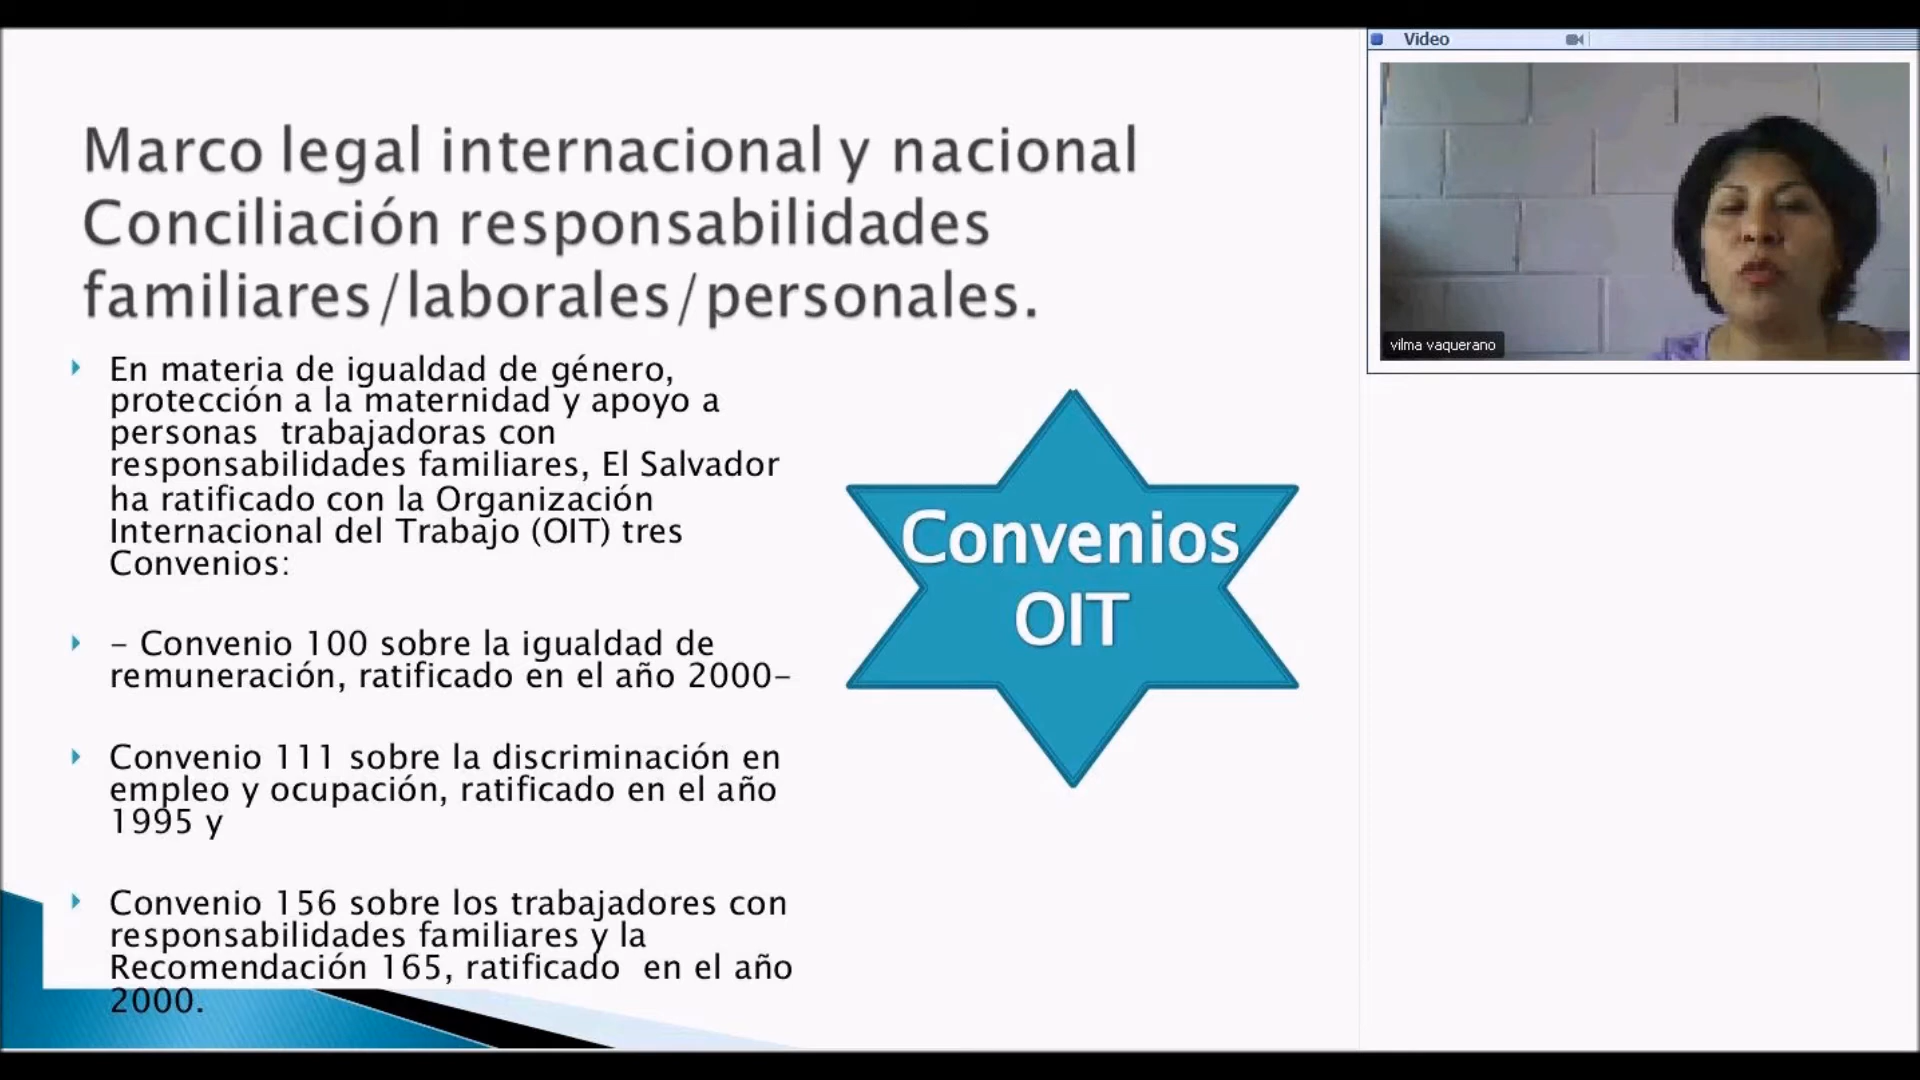 Marco legal internacional y nacional
Conciliación responsabilidades
familiares/laborales/personales.
En materia de igualdad de género,
protección a la maternidad y apoyo a
personas  trabajadoras con
responsabilidades familiares, El Salvador
ha ratificado con la Organización
Internacional del Trabajo (OIT) tres
Convenios:
- Convenio 100 sobre la igualdad de
remuneración, ratificado en el año 2000-
Convenio 111 sobre la discriminación en
empleo y ocupación, ratificado en el año
1995 y
Convenio 156 sobre los trabajadores con
responsabilidades familiares y la
Recomendación 165, ratificado  en el año
2000.
Convenios
OIT
Video
vilma vaquerano